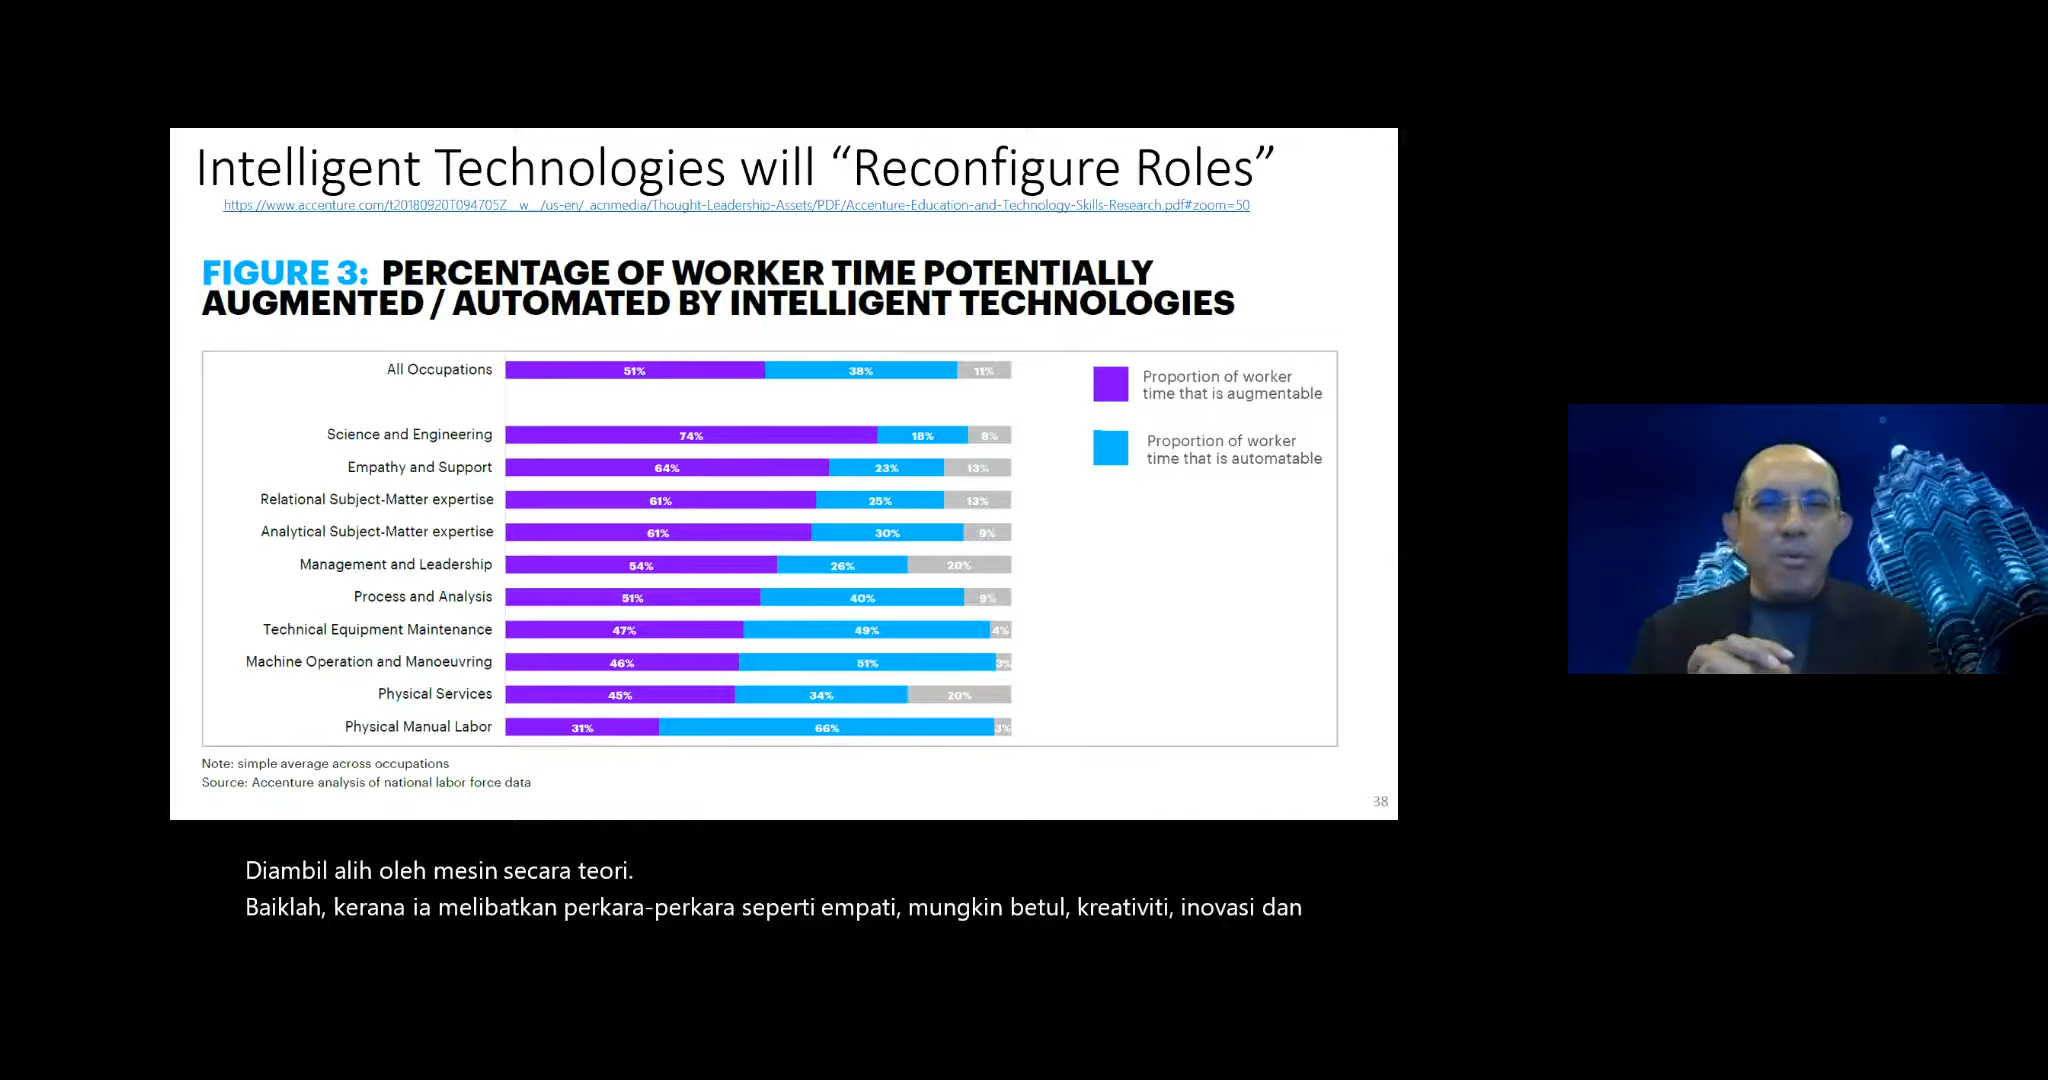 Intelligent Technologies will “Reconfigure Roles”
https://www.accenture.com/t20180920T094705Z__w__/us-en/_acnmedia/Thought-Leadership-Assets/PDF/Accenture-Education-and-Technology-Skills-Research.pdf#zoom=50
FIGURE 3: PERCENTAGE OF WORKER TIME POTENTIALLY
AUGMENTED / AUTOMATED BY INTELLIGENT TECHNOLOGIES
All Occupations 51% 38% 11%
Science and Engineering 74% 18% 8%
Empathy and Support 64% 23% 13%
Relational Subject-Matter expertise 61% 25% 13%
Analytical Subject-Matter expertise 61% 30% 9%
Management and Leadership 54% 26% 20%
Process and Analysis 51% 40% 9%
Technical Equipment Maintenance 47% 49% 4%
Machine Operation and Manoeuvring 46% 51% 3%
Physical Services 45% 34% 20%
Physical Manual Labor 31% 66% 3%
Proportion of worker
time that is augmentable
Proportion of worker
time that is automatable
Note: simple average across occupations
Source: Accenture analysis of national labor force data
38
Diambil alih oleh mesin secara teori.
Baiklah, kerana ia melibatkan perkara-perkara seperti empati, mungkin betul, kreativiti, inovasi dan